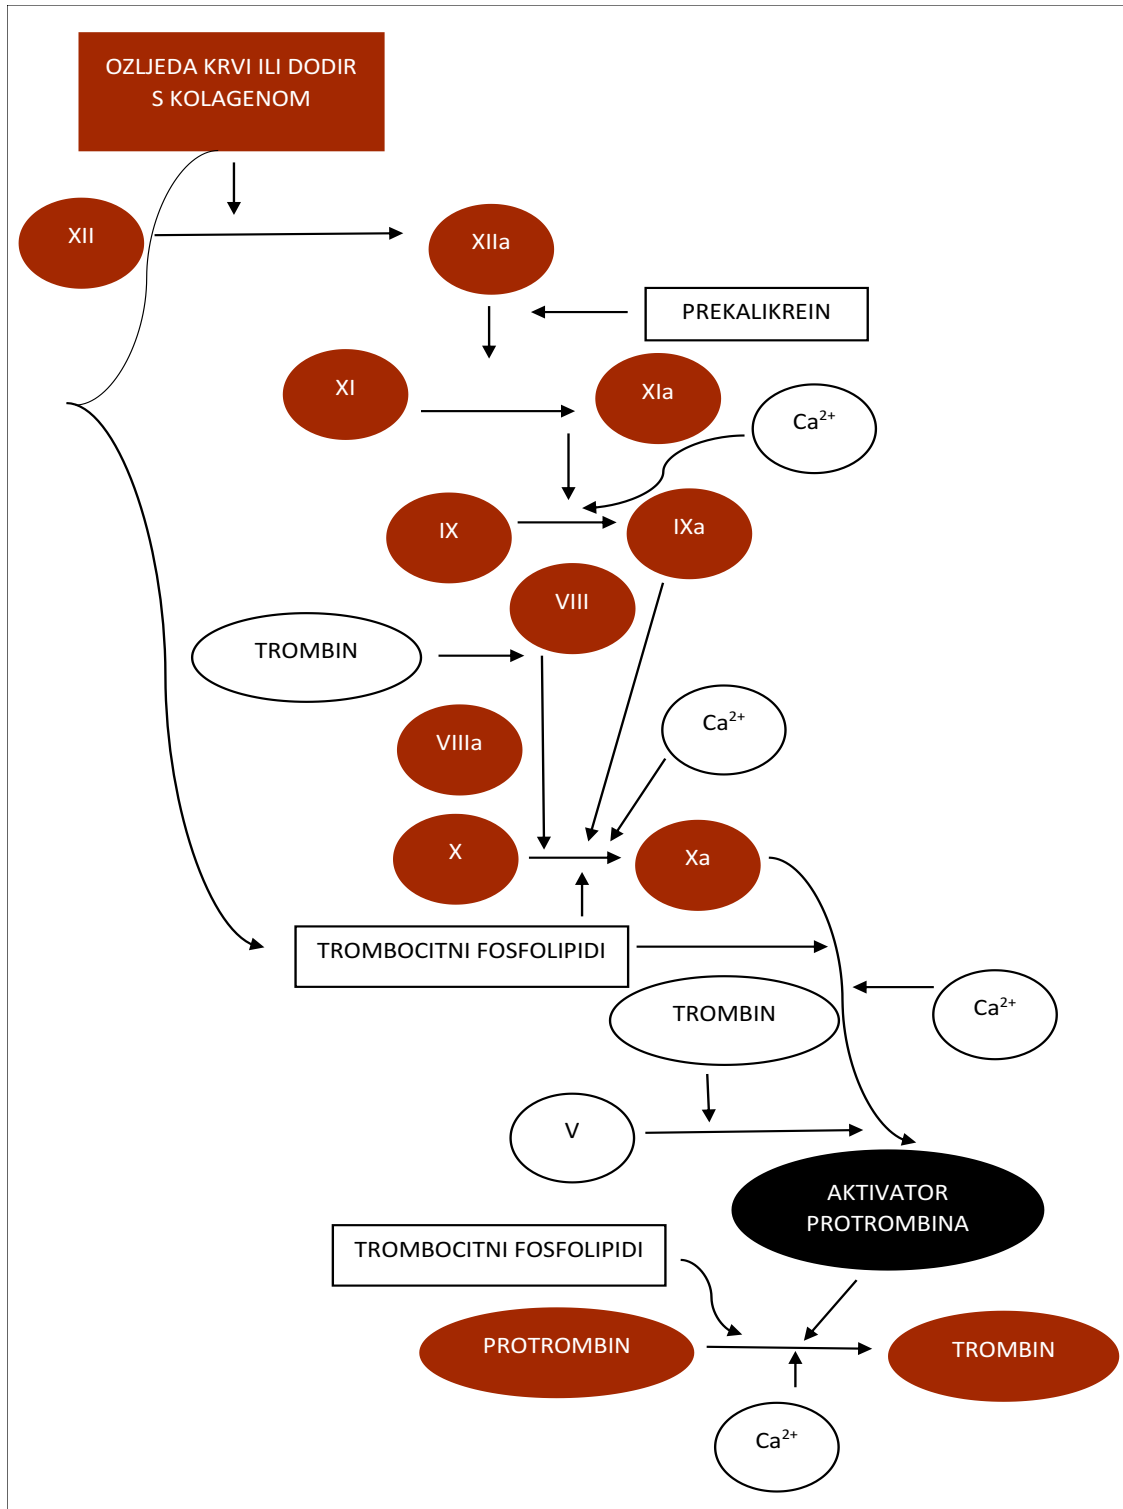 OZLJEDA KRVI ILI DODIR
S KOLAGENOM
XII
XIIa
PREKALIKREIN
XI
XIa
Ca²⁺
IX
IXa
VIII
TROMBIN
Ca²⁺
VIIIa
X
Xa
TROMBOCITNI FOSFOLIPIDI
TROMBIN
Ca²⁺
V
AKTIVATOR
PROTROMBINA
TROMBOCITNI FOSFOLIPIDI
PROTROMBIN
TROMBIN
Ca²⁺